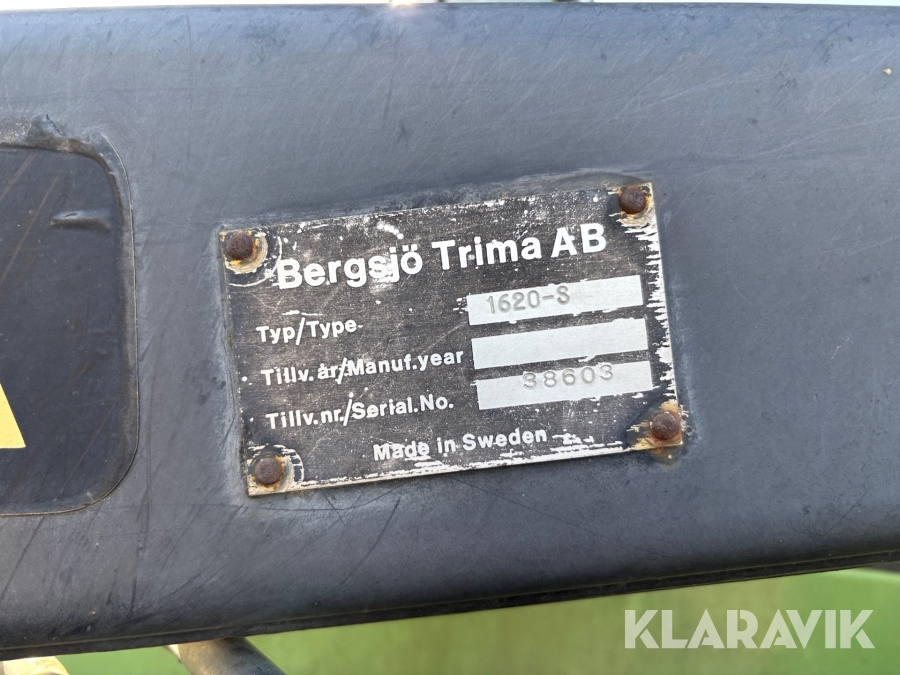 Bergsjö Trima AB
Typ/Type 1620-S
Tillv.år/Manuf.year
Tillv.nr./Serial.No. 38603
Made in Sweden
KLARAVIK